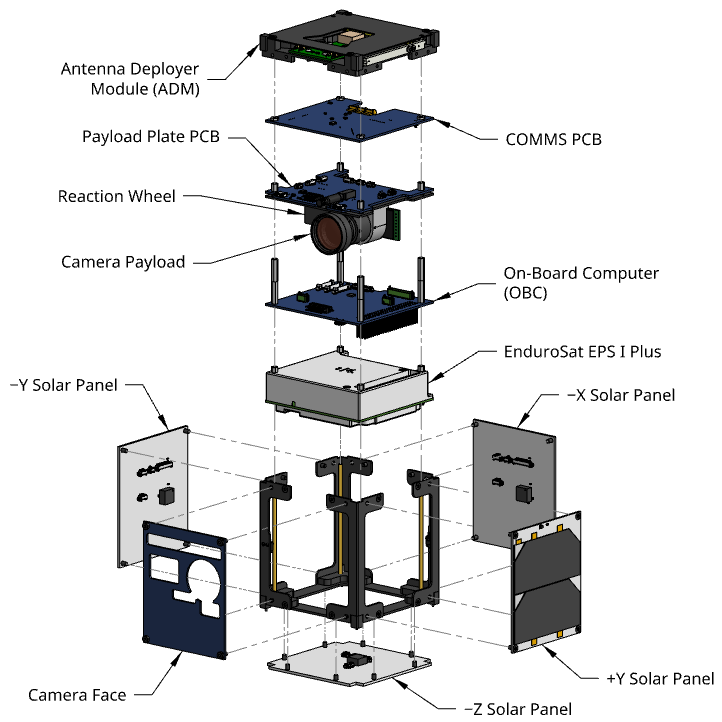 Antenna Deployer
Module (ADM)
COMMS PCB
Payload Plate PCB
Reaction Wheel
Camera Payload
On-Board Computer
(OBC)
EnduroSat EPS I Plus
−Y Solar Panel
−X Solar Panel
+Y Solar Panel
Camera Face
−Z Solar Panel